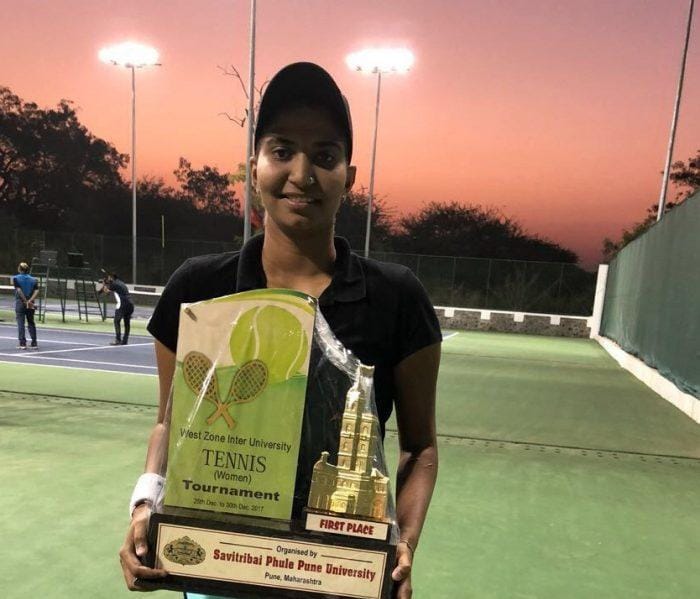 West Zone Inter University
TENNIS
(Women)
Tournament
25th Dec. to 30th Dec. 2017
FIRST PLACE
Organised by
Savitribai Phule Pune University
Pune, Maharashtra